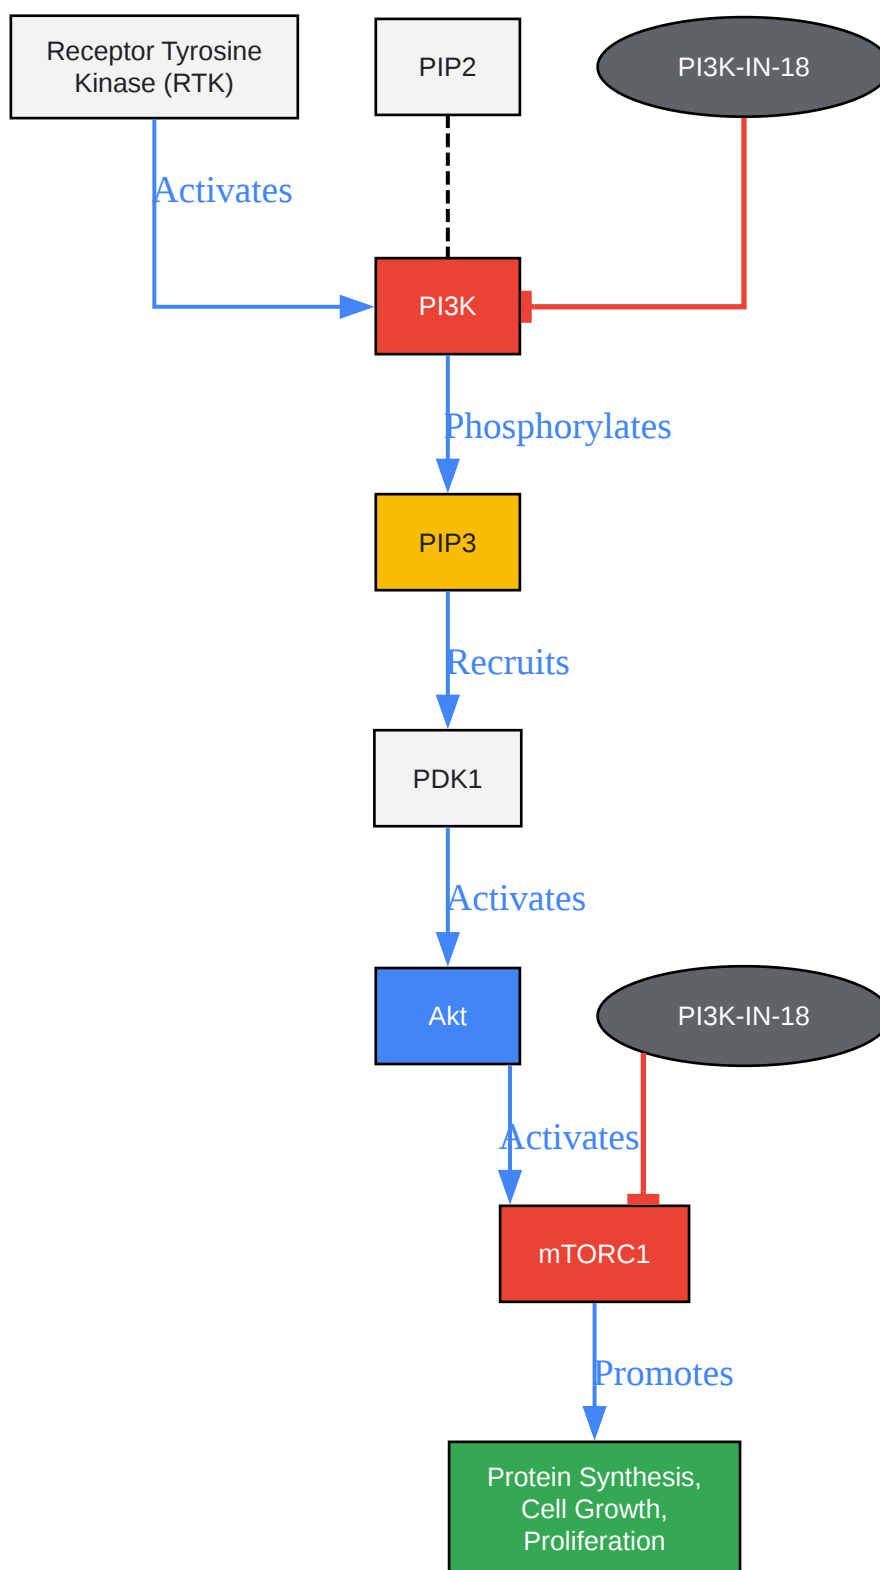 Receptor Tyrosine
Kinase (RTK)
PIP2
PI3K-IN-18
Activates
PI3K
Phosphorylates
PIP3
Recruits
PDK1
Activates
Akt
PI3K-IN-18
Activates
mTORC1
Promotes
Protein Synthesis,
Cell Growth,
Proliferation